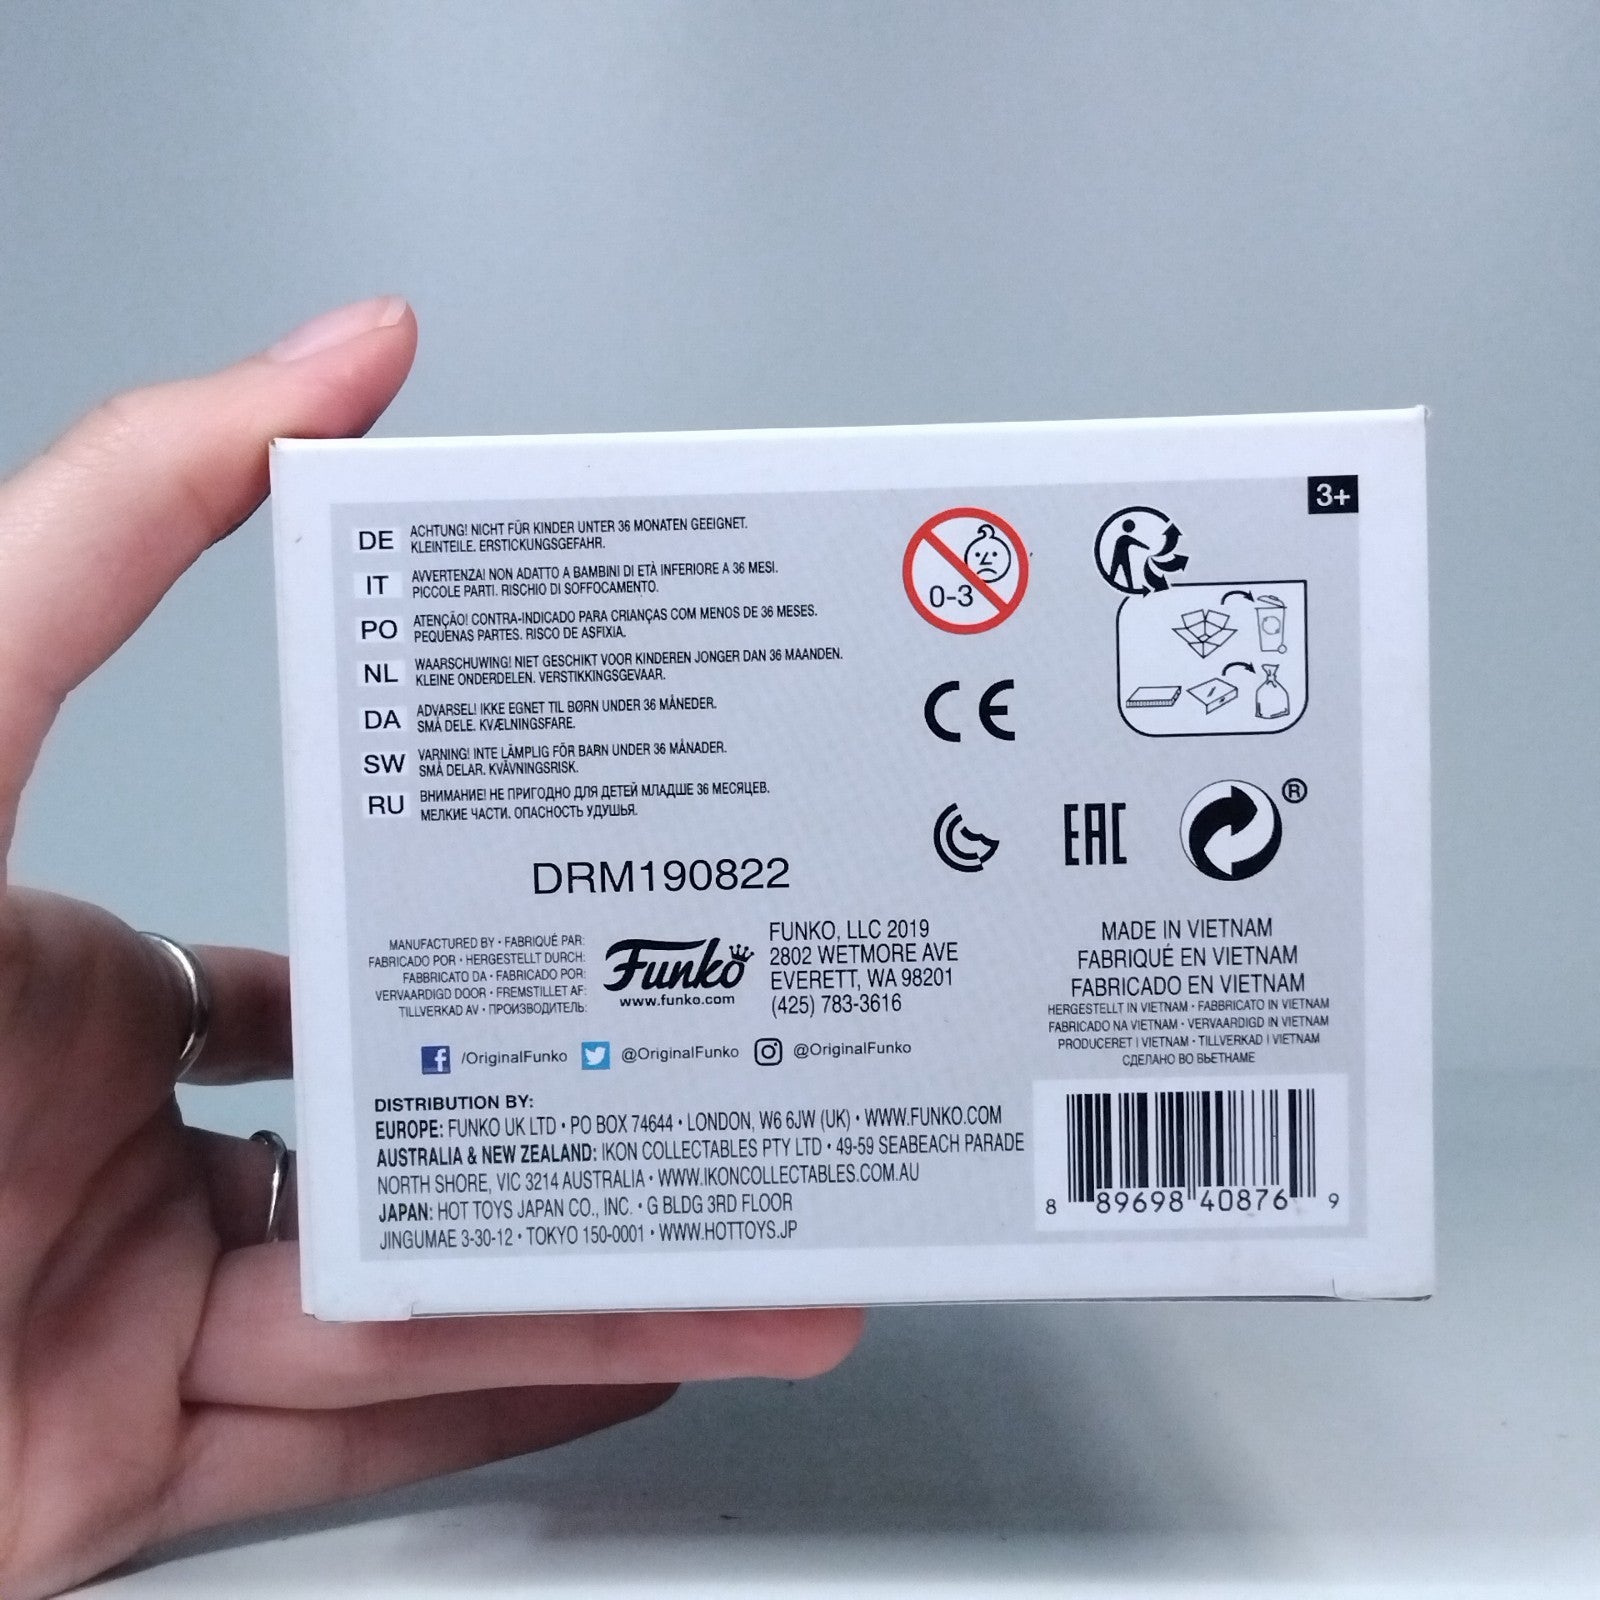 3+
DE
ACHTUNG! NICHT FÜR KINDER UNTER 36 MONATEN GEEIGNET.
KLEINTEILE. ERSTICKUNGSGEFAHR.
IT
AVVERTENZA! NON ADATTO A BAMBINI DI ETÀ INFERIORE A 36 MESI.
PICCOLE PARTI. RISCHIO DI SOFFOCAMENTO.
PO
ATENÇÃO! CONTRA-INDICADO PARA CRIANÇAS COM MENOS DE 36 MESES.
PEQUENAS PARTES. RISCO DE ASFIXIA.
NL
WAARSCHUWING! NIET GESCHIKT VOOR KINDEREN JONGER DAN 36 MAANDEN.
KLEINE ONDERDELEN. VERSTIKKINGSGEVAAR.
DA
ADVARSEL! IKKE EGNET TIL BØRN UNDER 36 MÅNEDER.
SMÅ DELE. KVÆLNINGSFARE.
SW
VARNING! INTE LÄMPLIG FÖR BARN UNDER 36 MÅNADER.
SMÅ DELAR. KVÄVNINGSRISK.
RU
ВНИМАНИЕ! НЕ ПРИГОДНО ДЛЯ ДЕТЕЙ МЛАДШЕ 36 МЕСЯЦЕВ.
МЕЛКИЕ ЧАСТИ. ОПАСНОСТЬ УДУШЬЯ.
0-3
CE
EAC
®
DRM190822
MANUFACTURED BY • FABRIQUÉ PAR:
FABRICADO POR • HERGESTELLT DURCH:
FABBRICATO DA • FABRICADO POR:
VERVAARDIGD DOOR • FREMSTILLET AF:
TILLVERKAD AV • ПРОИЗВОДИТЕЛЬ:
Funko
www.funko.com
FUNKO, LLC 2019
2802 WETMORE AVE
EVERETT, WA 98201
(425) 783-3616
MADE IN VIETNAM
FABRIQUÉ EN VIETNAM
FABRICADO EN VIETNAM
HERGESTELLT IN VIETNAM • FABBRICATO IN VIETNAM
FABRICADO NA VIETNAM • VERVAARDIGD IN VIETNAM
PRODUCERET I VIETNAM • TILLVERKAD I VIETNAM
СДЕЛАНО ВО ВЬЕТНАМЕ
f /OriginalFunko @OriginalFunko @OriginalFunko
DISTRIBUTION BY:
EUROPE: FUNKO UK LTD • PO BOX 74644 • LONDON, W6 6JW (UK) • WWW.FUNKO.COM
AUSTRALIA & NEW ZEALAND: IKON COLLECTABLES PTY LTD • 49-59 SEABEACH PARADE
NORTH SHORE, VIC 3214 AUSTRALIA • WWW.IKONCOLLECTABLES.COM.AU
JAPAN: HOT TOYS JAPAN CO., INC. • G BLDG 3RD FLOOR
JINGUMAE 3-30-12 • TOKYO 150-0001 • WWW.HOTTOYS.JP
8 89698 40876 9